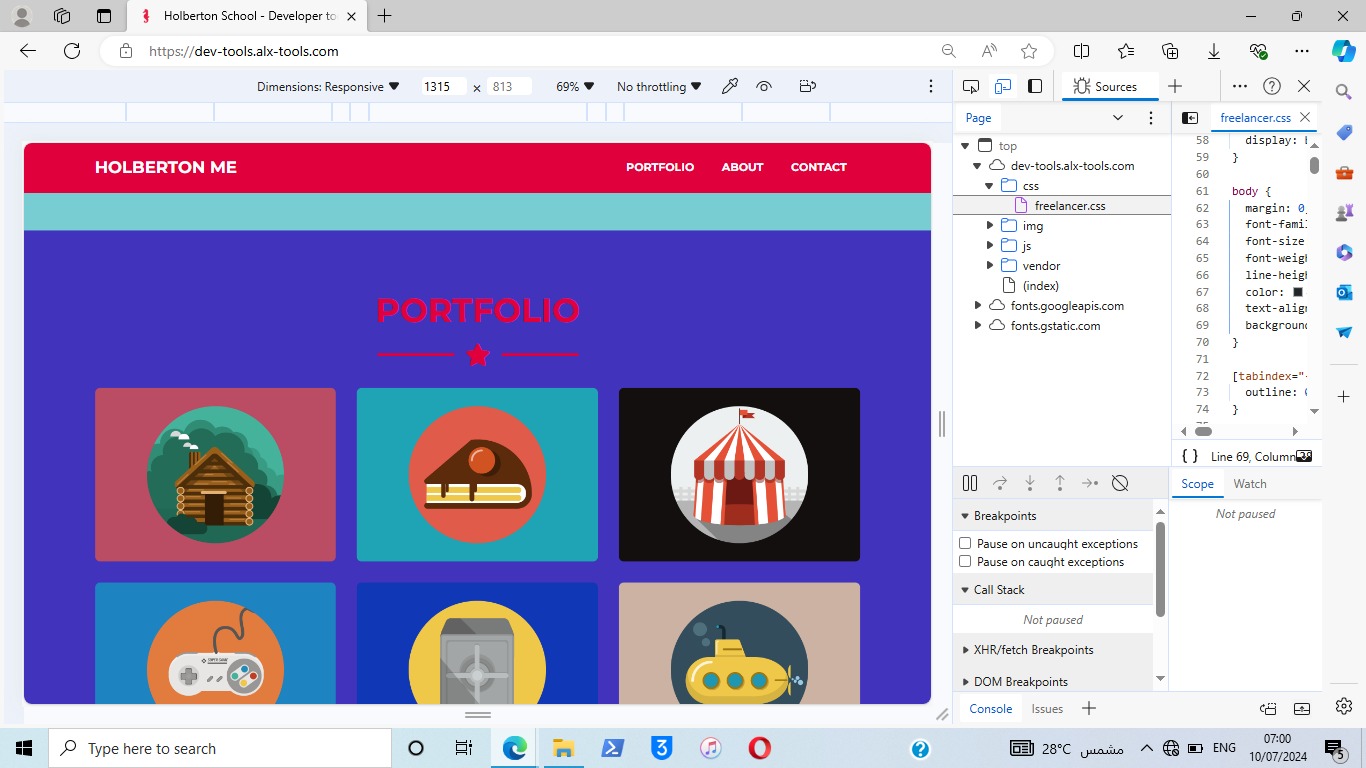 Holberton School - Developer to
https://dev-tools.alx-tools.com
Dimensions: Responsive 1315 × 813 69% No throttling
Sources
Page
freelancer.css
top
dev-tools.alx-tools.com
css
freelancer.css
img
js
vendor
(index)
fonts.googleapis.com
fonts.gstatic.com
58 display:
59 }
60
61 body {
62 margin: 0
63 font-fami
64 font-size
65 font-weigh
66 line-heigh
67 color:
68 text-align
69 background
70 }
71
72 [tabindex="
73 outline:
74 }
{ } Line 69, Column
HOLBERTON ME
PORTFOLIO ABOUT CONTACT
PORTFOLIO
Scope Watch
Not paused
Breakpoints
Pause on uncaught exceptions
Pause on caught exceptions
Call Stack
Not paused
XHR/fetch Breakpoints
DOM Breakpoints
Console Issues
Type here to search
28°C مشمس
ENG
07:00
10/07/2024
5